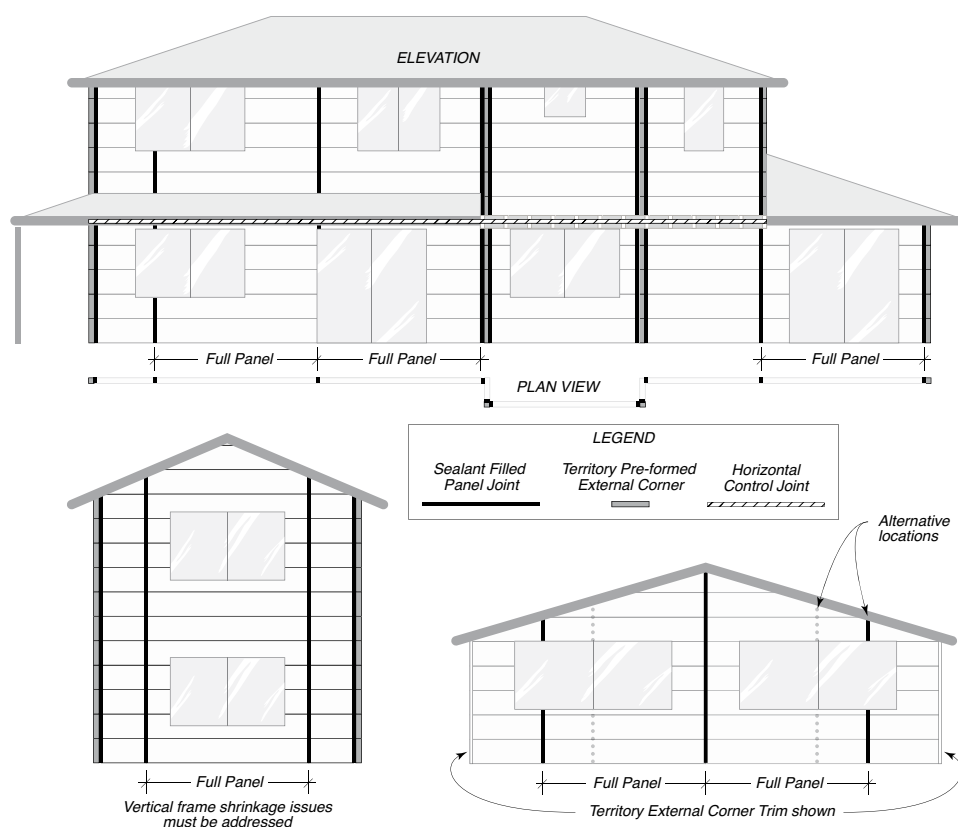 ELEVATION
Full Panel
Full Panel
Full Panel
PLAN VIEW
LEGEND
Sealant Filled
Panel Joint
Territory Pre-formed
External Corner
Horizontal
Control Joint
Alternative
locations
Full Panel
Vertical frame shrinkage issues
must be addressed
Full Panel
Full Panel
Territory External Corner Trim shown